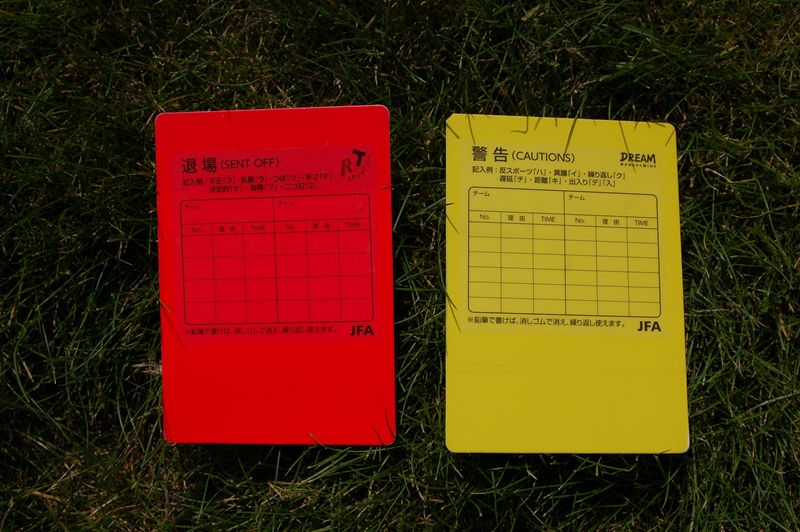 退場(SENT OFF)
記入例:不正「フ」・乱暴「ラ」・つば「ツ」・手で「テ」
決定的「ケ」・侮辱「ブ」・二つ目「2」
チーム チーム
No. 理由 TIME No. 理由 TIME
※鉛筆で書けば、消しゴムで消え、繰り返し使えます。
JFA
警告(CAUTIONS)
DREAM
記入例:反スポーツ「ハ」・異議「イ」・繰り返し「ク」
遅延「チ」・距離「キ」・出入り「デ」「入」
チーム チーム
No. 理由 TIME No. 理由 TIME
※鉛筆で書けば、消しゴムで消え、繰り返し使えます。
JFA